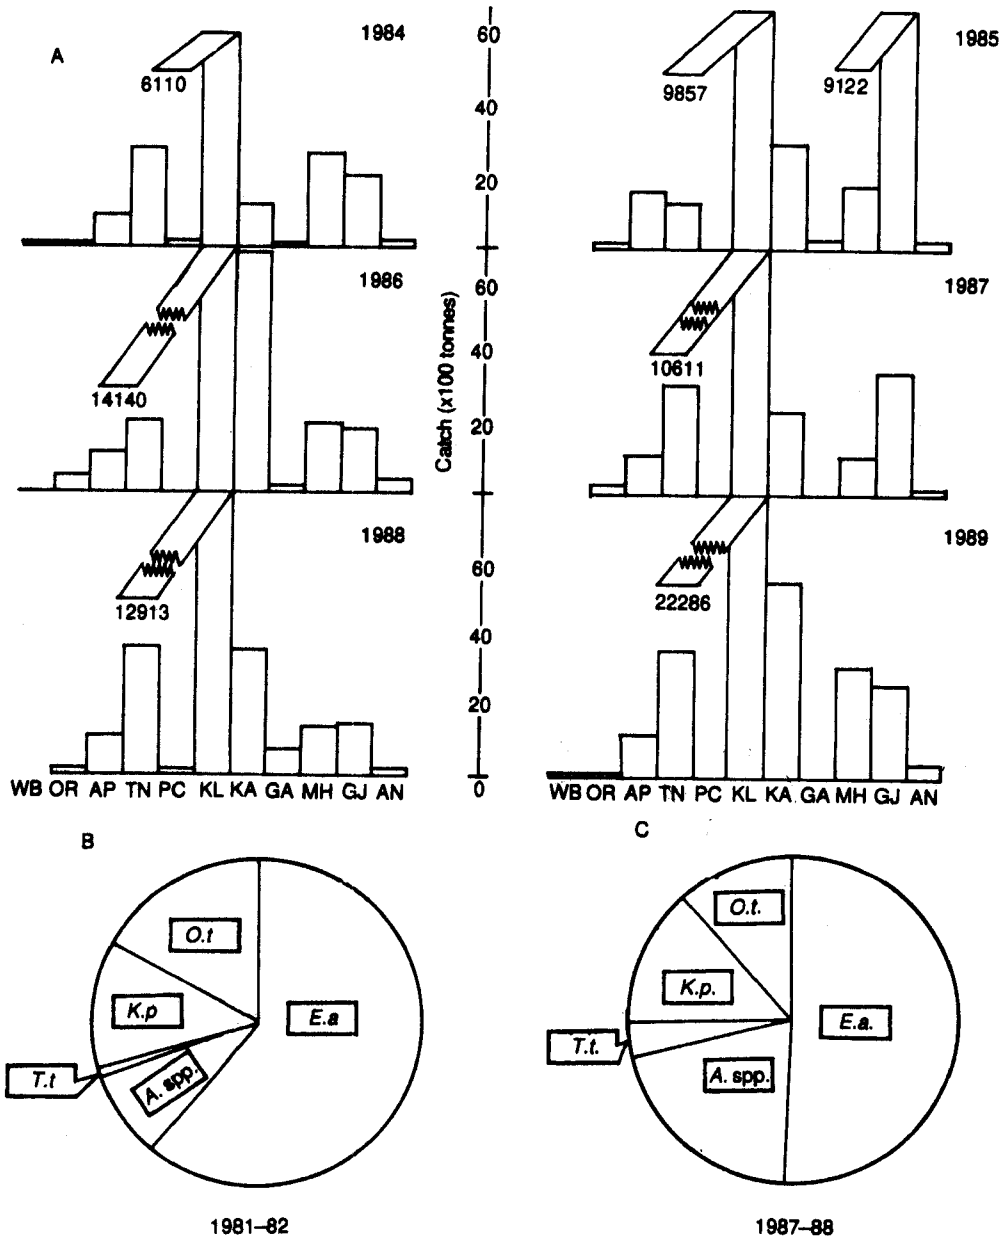 A
1984
6110
60
40
20
1985
9857
9122
1986
14140
60
40
20
Catch (x100 tonnes)
1987
10611
1988
12913
60
40
20
0
1989
22286
WB OR AP TN PC KL KA GA MH GJ AN
WB OR AP TN PC KL KA GA MH GJ AN
B
O.t
K.p
E.a
T.t
A. spp.
1981–82
C
O.t.
K.p.
E.a.
T.t.
A. spp.
1987–88